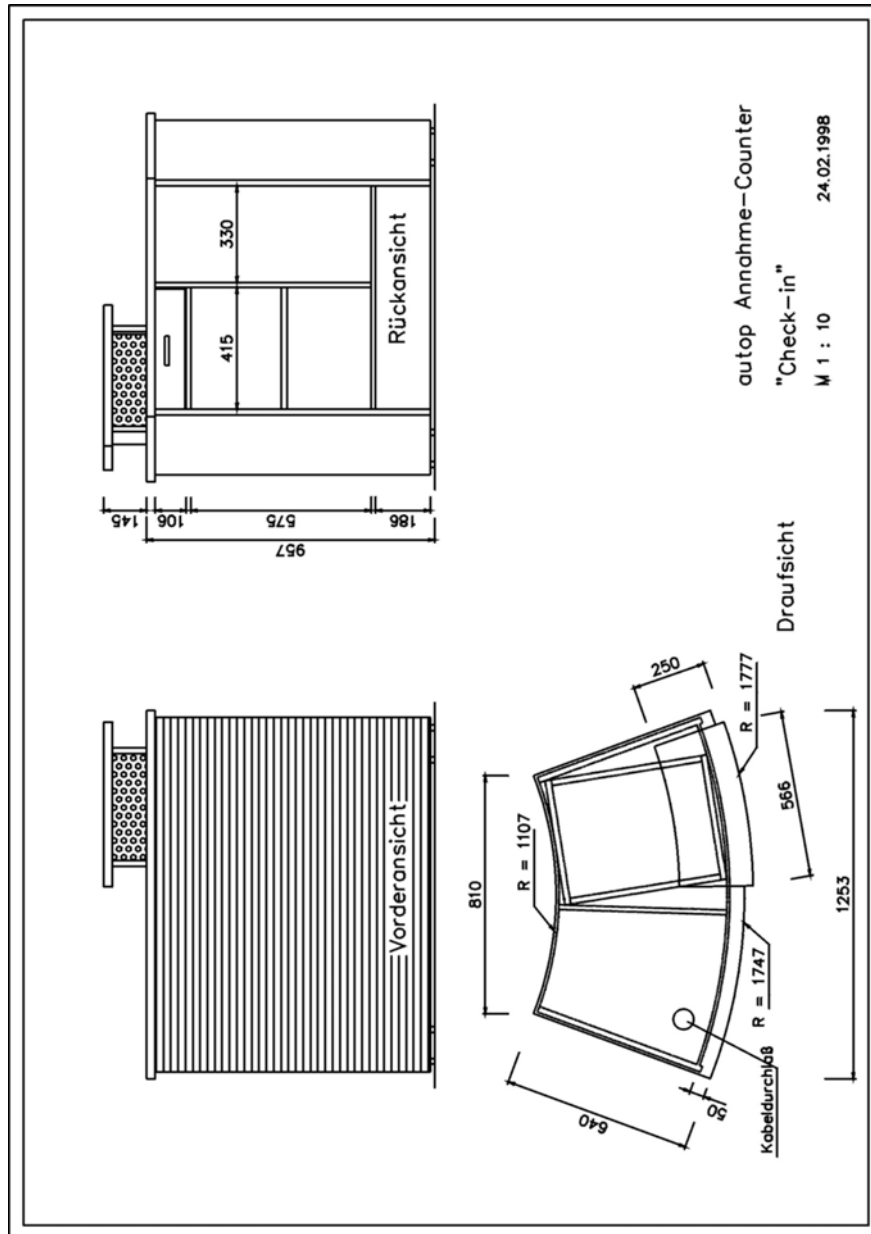 145
106
575
186
957
415
330
Rückansicht
Vorderansicht
810
R = 1107
250
R = 1777
566
R = 1747
1253
640
50
Kabeldurchlaß
Draufsicht
autop Annahme-Counter
"Check-in"
M 1 : 10 24.02.1998